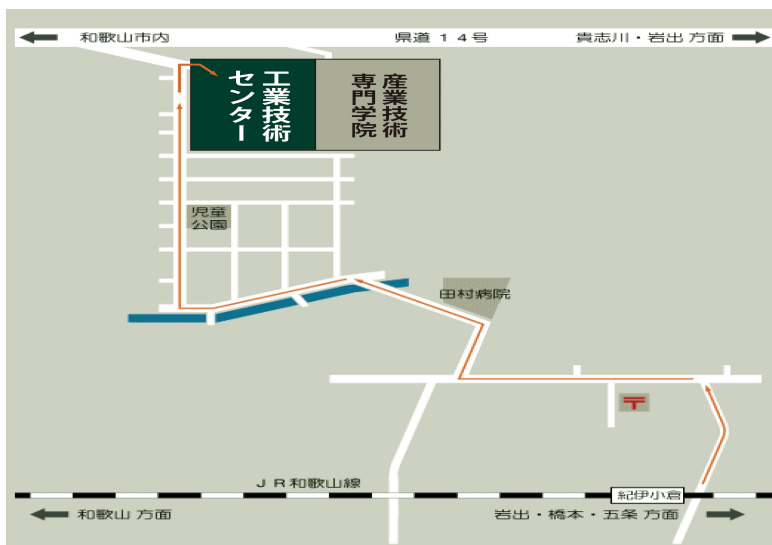 和歌山市内
県道14号
貴志川・岩出 方面
工業技術
センター
産業技術
専門学院
児童
公園
田村病院
〒
JR和歌山線
紀伊小倉
和歌山 方面
岩出・橋本・五条 方面